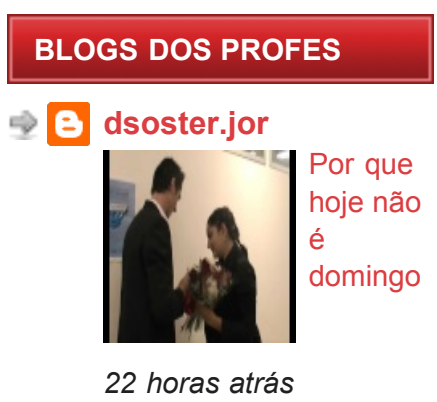 BLOGS DOS PROFES
dsoster.jor
Por que
hoje não
é
domingo
22 horas atrás